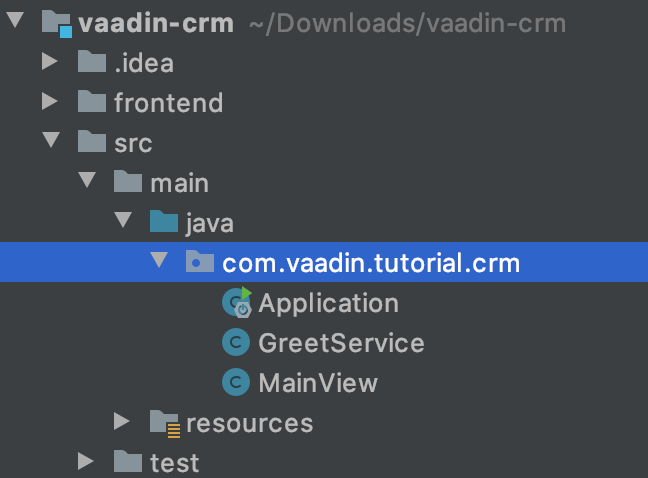 vaadin-crm ~/Downloads/vaadin-crm
.idea
frontend
src
main
java
com.vaadin.tutorial.crm
Application
GreetService
MainView
resources
test